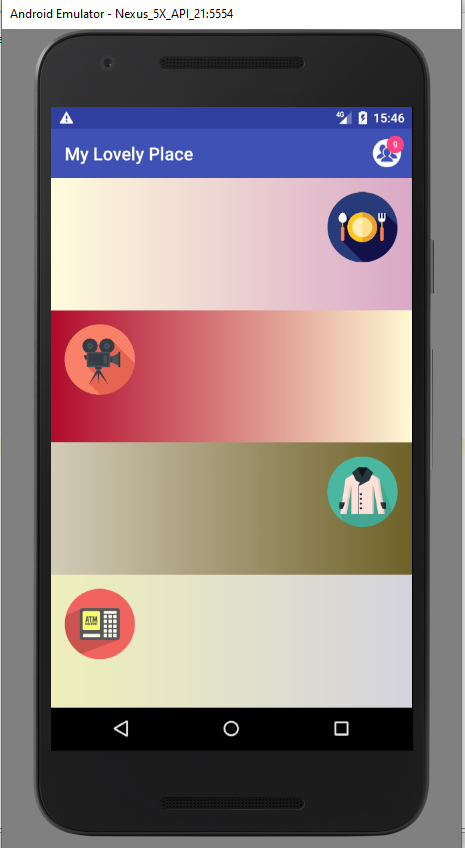 Android Emulator - Nexus_5X_API_21:5554
4G 15:46
My Lovely Place 9
ATM